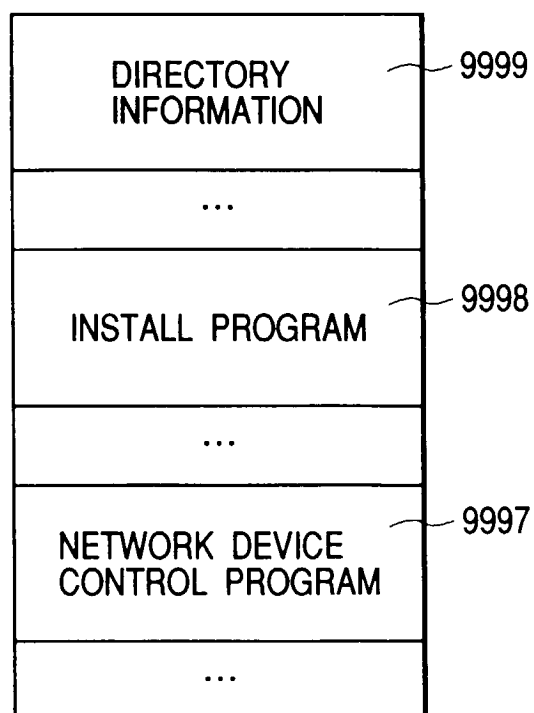 DIRECTORY
INFORMATION
9999
...
INSTALL PROGRAM
9998
...
NETWORK DEVICE
CONTROL PROGRAM
9997
...